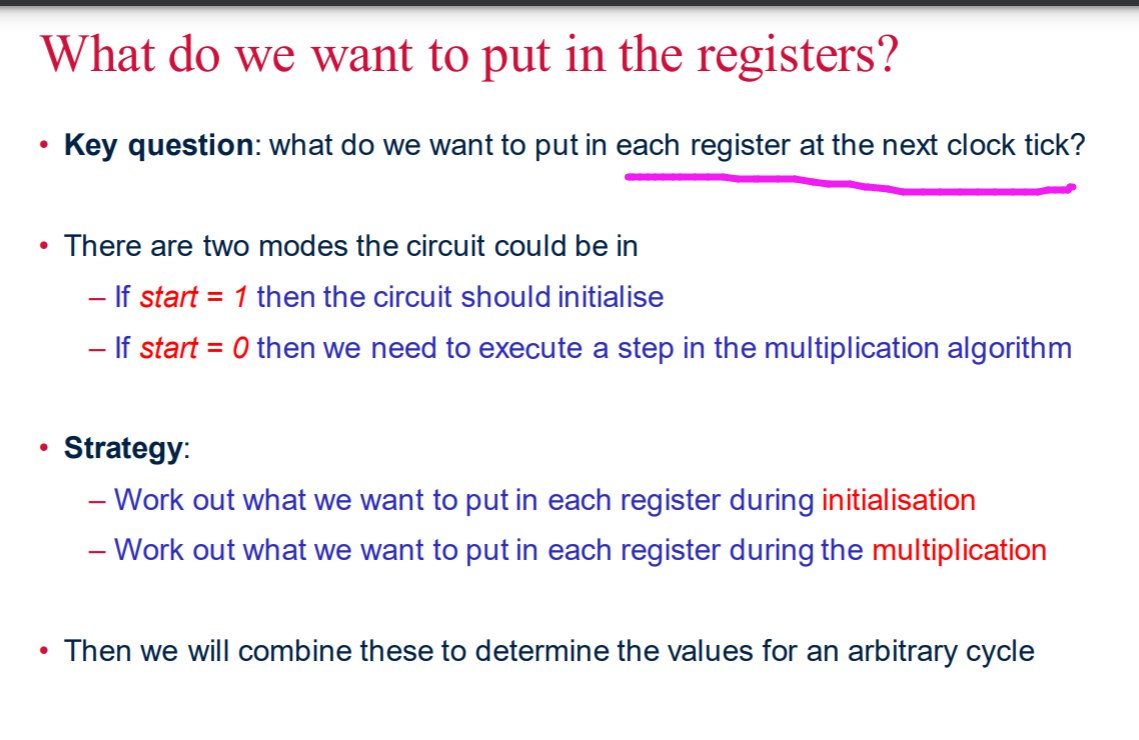 What do we want to put in the registers?
• Key question: what do we want to put in each register at the next clock tick?
• There are two modes the circuit could be in
– If start = 1 then the circuit should initialise
– If start = 0 then we need to execute a step in the multiplication algorithm
• Strategy:
– Work out what we want to put in each register during initialisation
– Work out what we want to put in each register during the multiplication
• Then we will combine these to determine the values for an arbitrary cycle